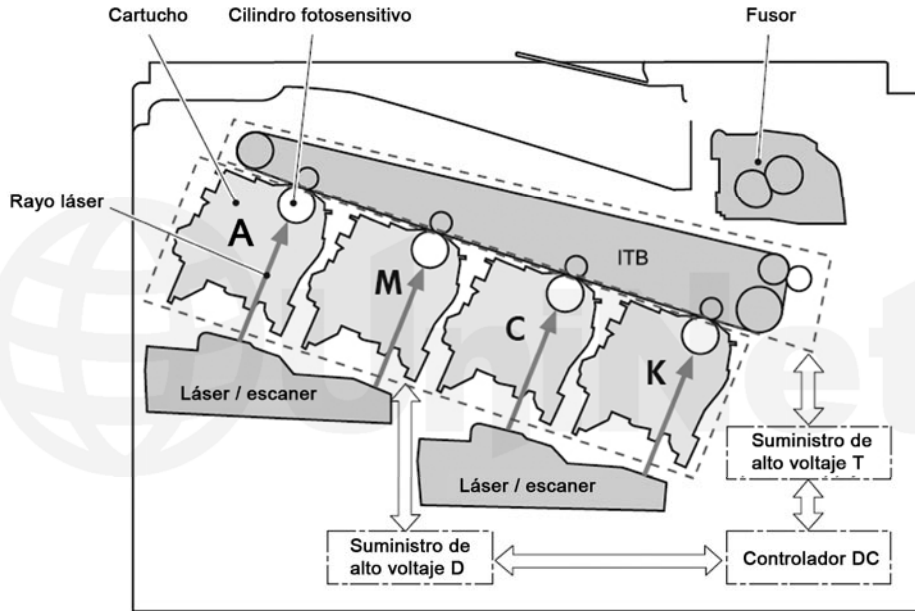 Cartucho
Cilindro fotosensitivo
Fusor
Rayo láser
A
M
ITB
C
K
Láser / escaner
Láser / escaner
Suministro de
alto voltaje T
Suministro de
alto voltaje D
Controlador DC
UniNet